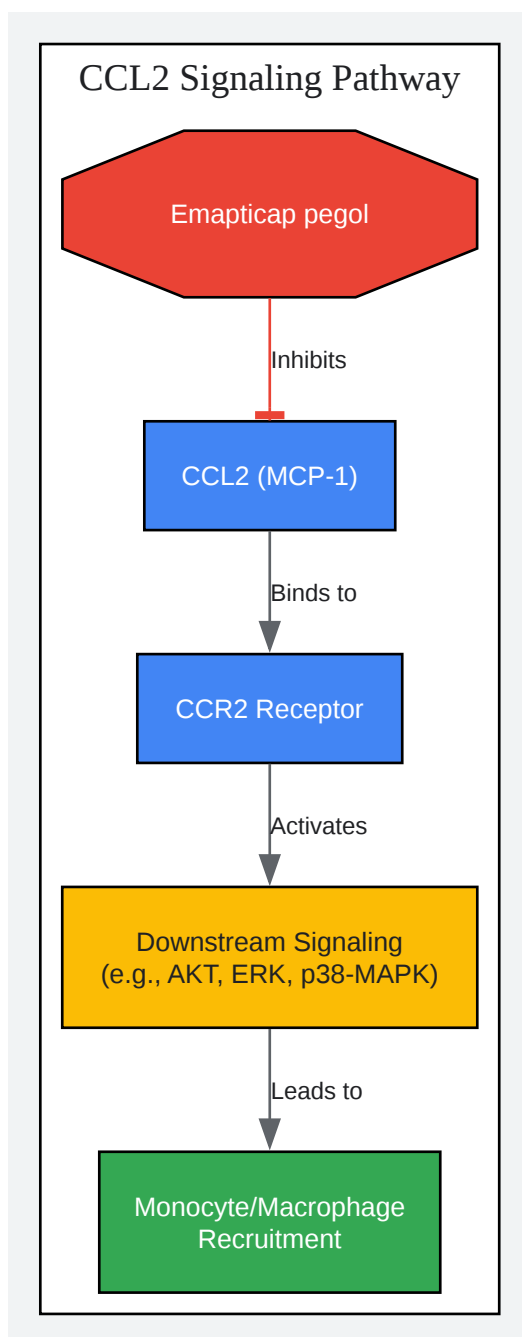 CCL2 Signaling Pathway
Emapticap pegol
Inhibits
CCL2 (MCP-1)
Binds to
CCR2 Receptor
Activates
Downstream Signaling
(e.g., AKT, ERK, p38-MAPK)
Leads to
Monocyte/Macrophage
Recruitment